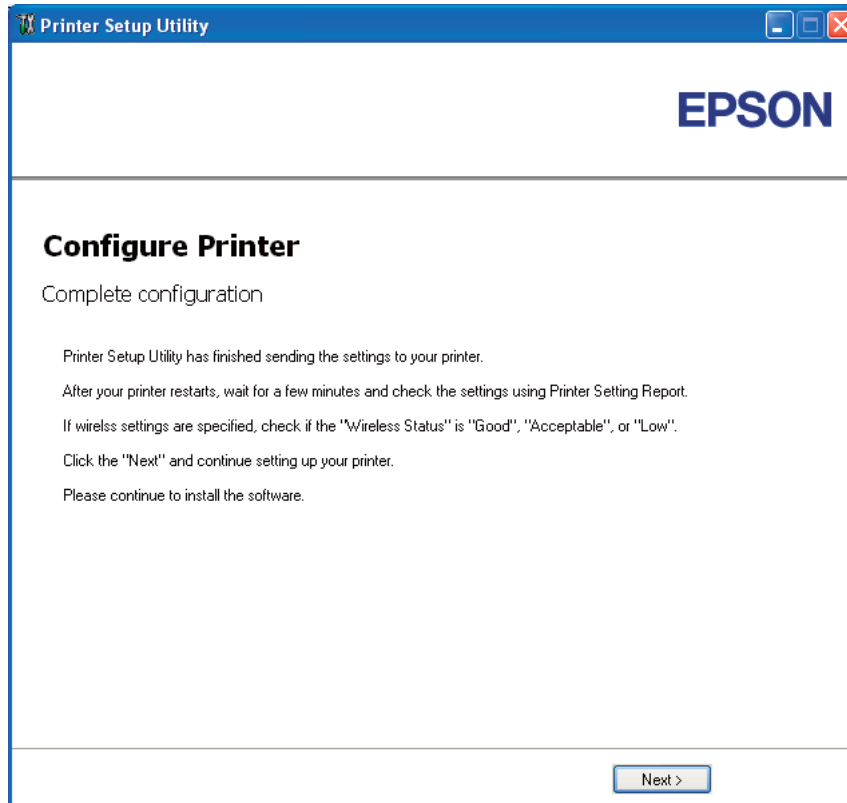 Printer Setup Utility
EPSON
Configure Printer
Complete configuration
Printer Setup Utility has finished sending the settings to your printer.
After your printer restarts, wait for a few minutes and check the settings using Printer Setting Report.
If wirelss settings are specified, check if the "Wireless Status" is "Good", "Acceptable", or "Low".
Click the "Next" and continue setting up your printer.
Please continue to install the software.
Next >